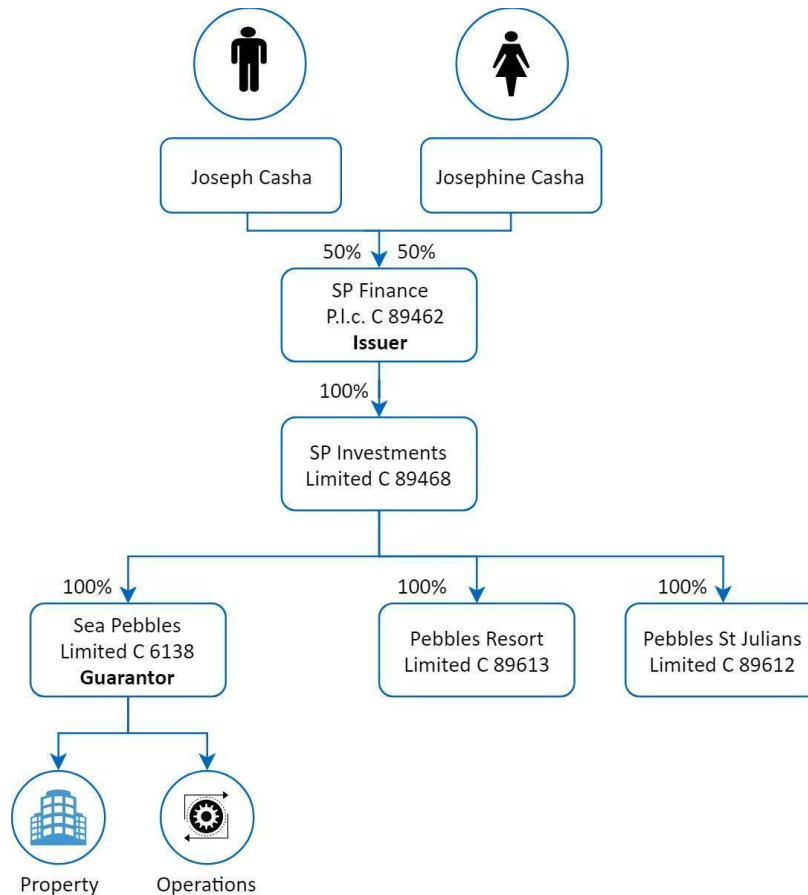 Joseph Casha
Josephine Casha
50%
50%
SP Finance
P.l.c. C 89462
Issuer
100%
SP Investments
Limited C 89468
100%
100%
100%
Sea Pebbles
Limited C 6138
Guarantor
Pebbles Resort
Limited C 89613
Pebbles St Julians
Limited C 89612
Property
Operations